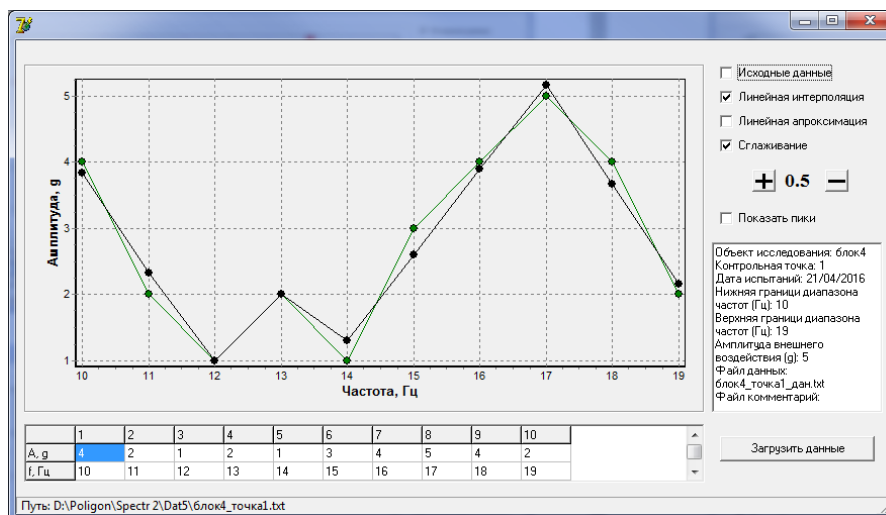 Исходные данные
Линейная интерполяция
Линейная апроксимация
Сглаживание
+ 0.5 −
Показать пики
Амплитуда, g
5
4
3
2
1
10 11 12 13 14 15 16 17 18 19
Частота, Гц
Объект исследования: блок4
Контрольная точка: 1
Дата испытаний: 21/04/2016
Нижняя граници диапазона
частот (Гц): 10
Верхняя граници диапазона
частот (Гц): 19
Амплитуда внешнего
воздействия (g): 5
Файл данных:
блок4_точка1_дан.txt
Файл комментарий:
1 2 3 4 5 6 7 8 9 10
A, g 4 2 1 2 1 3 4 5 4 2
f, Гц 10 11 12 13 14 15 16 17 18 19
Загрузить данные
Путь: D:\Poligon\Spectr 2\Dat5\блок4_точка1.txt